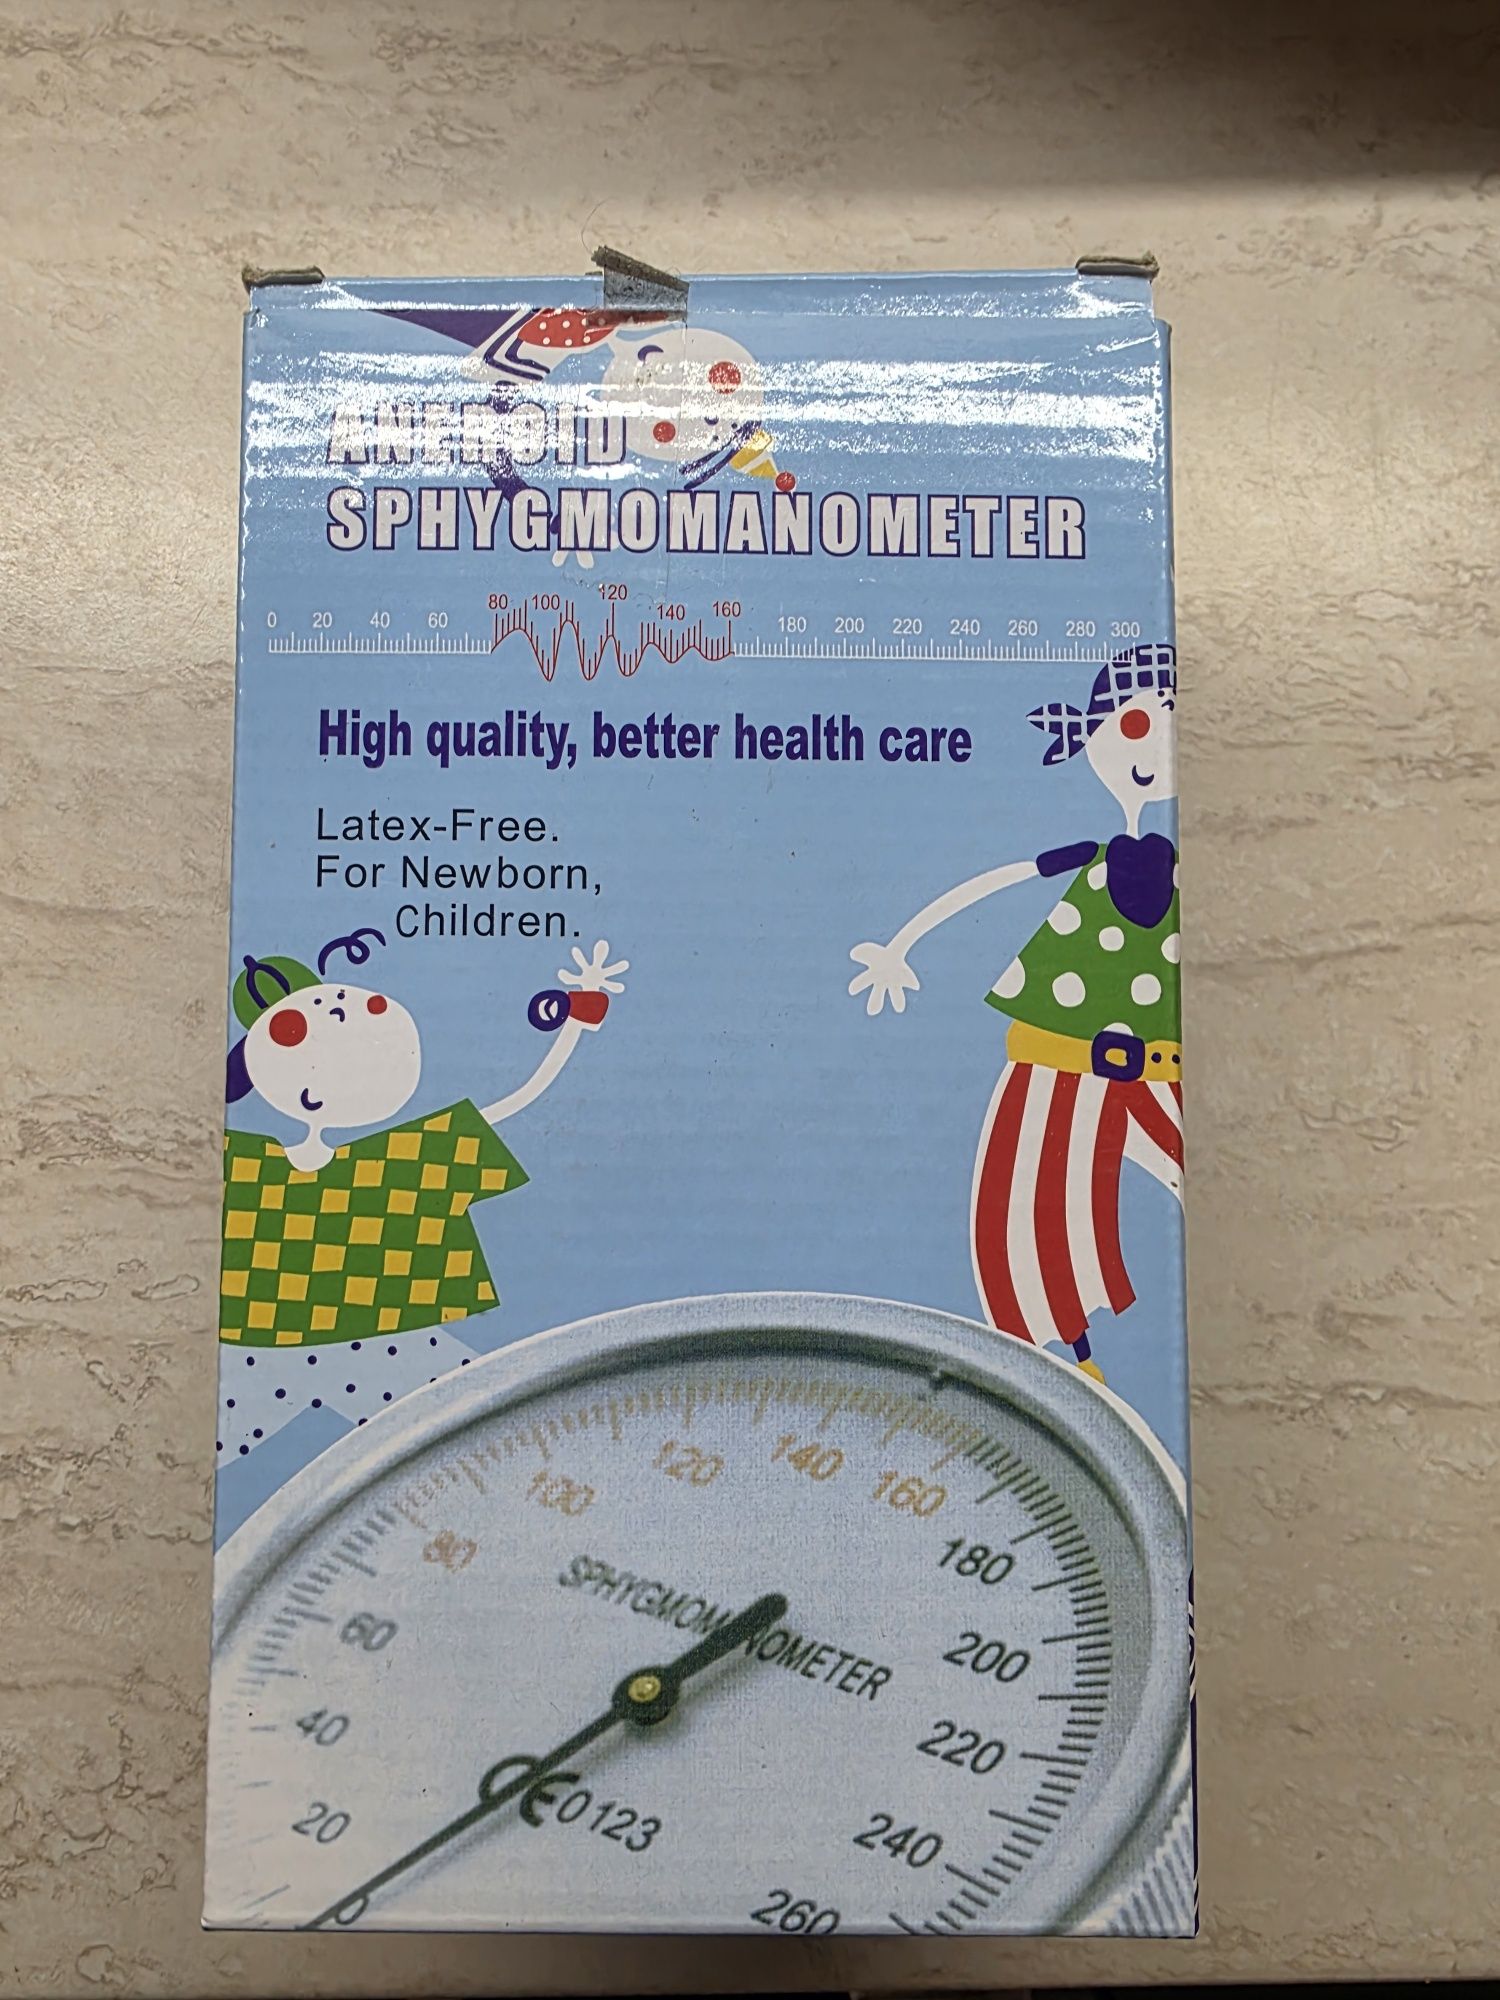 ANEROID
SPHYGMOMANOMETER
0 20 40 60 80 100 120 140 160 180 200 220 240 260 280 300
High quality, better health care
Latex-Free.
For Newborn,
Children.
80 100 120 140 160
60 180
SPHYGMOMANOMETER
40 200
20 220
CE0123
0 240
260